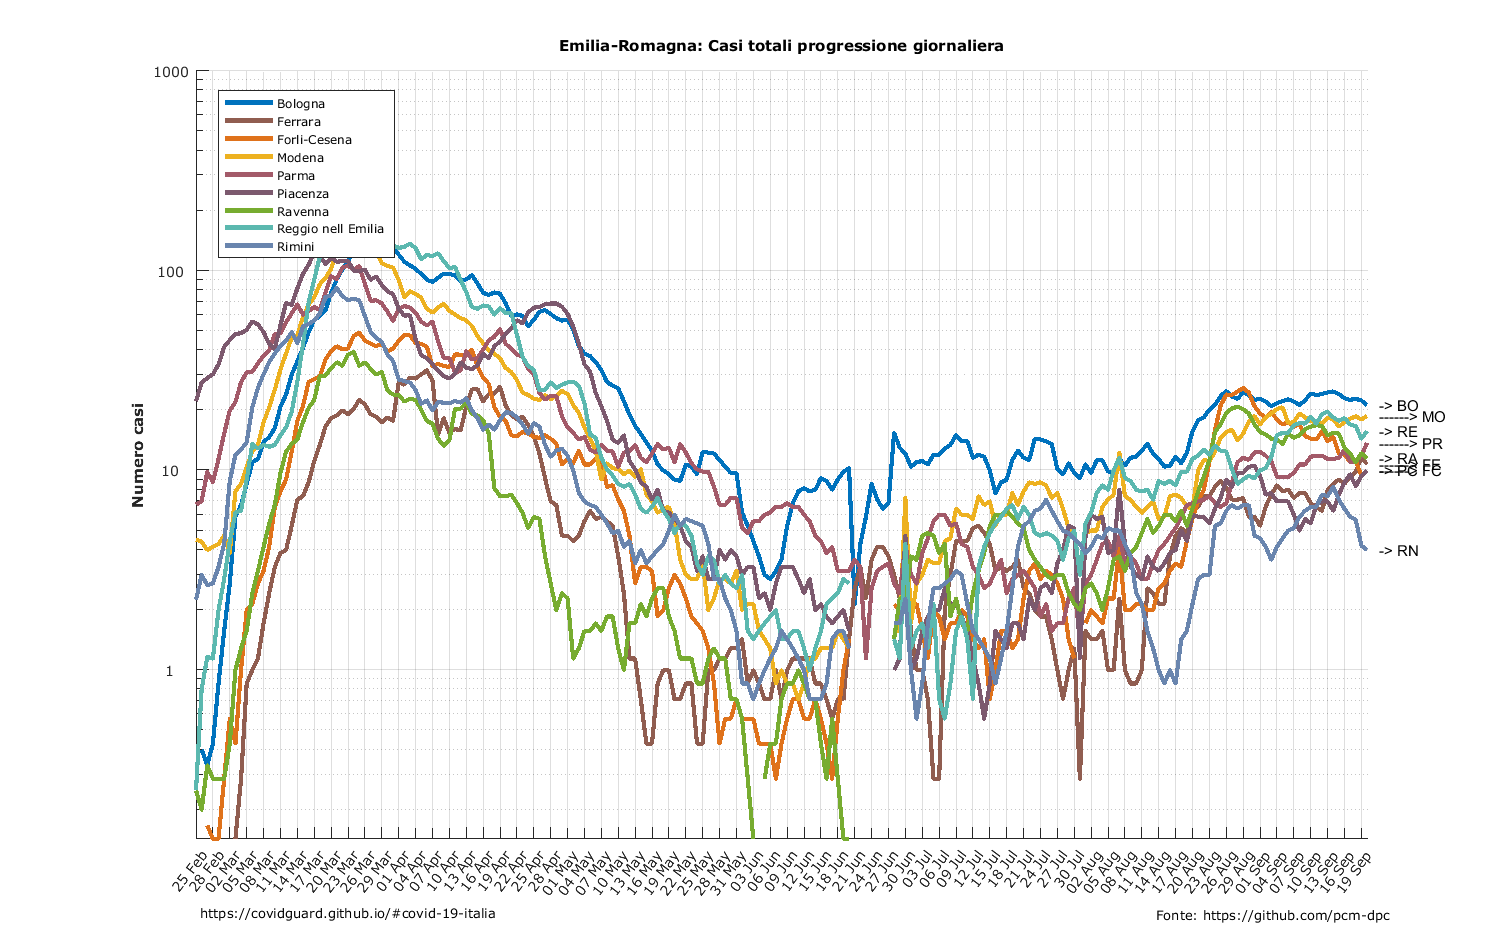 Emilia-Romagna: Casi totali progressione giornaliera
1000
100
10
1
Numero casi
Bologna
Ferrara
Forli-Cesena
Modena
Parma
Piacenza
Ravenna
Reggio nell Emilia
Rimini
-> BO
------> MO
-> RE
------> PR
-> RA
FE
FC
-> RN
25 Feb
28 Feb
02 Mar
05 Mar
08 Mar
11 Mar
14 Mar
17 Mar
20 Mar
23 Mar
26 Mar
29 Mar
01 Apr
04 Apr
07 Apr
10 Apr
13 Apr
16 Apr
19 Apr
22 Apr
25 Apr
28 Apr
01 May
04 May
07 May
10 May
13 May
16 May
19 May
22 May
25 May
28 May
31 May
03 Jun
06 Jun
09 Jun
12 Jun
15 Jun
18 Jun
21 Jun
24 Jun
27 Jun
30 Jun
03 Jul
06 Jul
09 Jul
12 Jul
15 Jul
18 Jul
21 Jul
24 Jul
27 Jul
30 Jul
02 Aug
05 Aug
08 Aug
11 Aug
14 Aug
17 Aug
20 Aug
23 Aug
26 Aug
29 Aug
01 Sep
04 Sep
07 Sep
10 Sep
13 Sep
16 Sep
19 Sep
https://covidguard.github.io/#covid-19-italia
Fonte: https://github.com/pcm-dpc